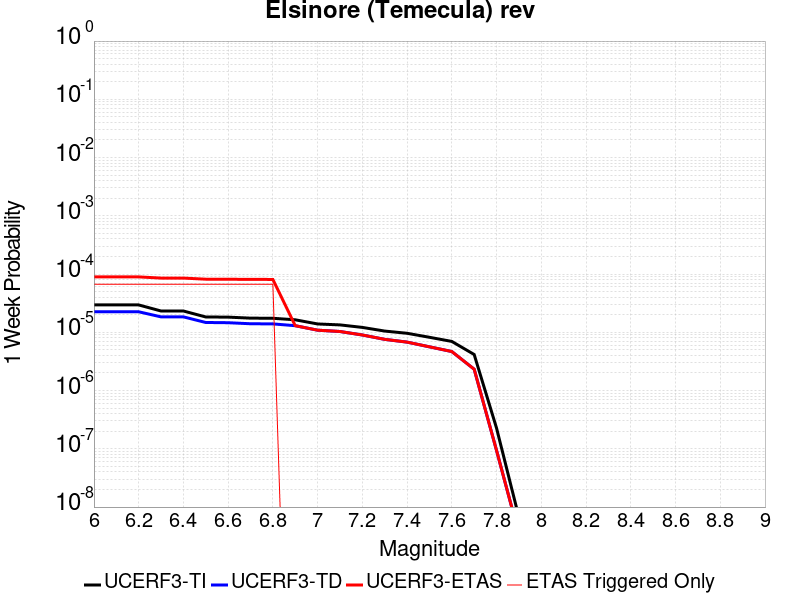 Elsinore (Temecula) rev
10^0
10^-1
10^-2
10^-3
10^-4
10^-5
10^-6
10^-7
10^-8
1 Week Probability
6 6.2 6.4 6.6 6.8 7 7.2 7.4 7.6 7.8 8 8.2 8.4 8.6 8.8 9
Magnitude
UCERF3-TI UCERF3-TD UCERF3-ETAS ETAS Triggered Only